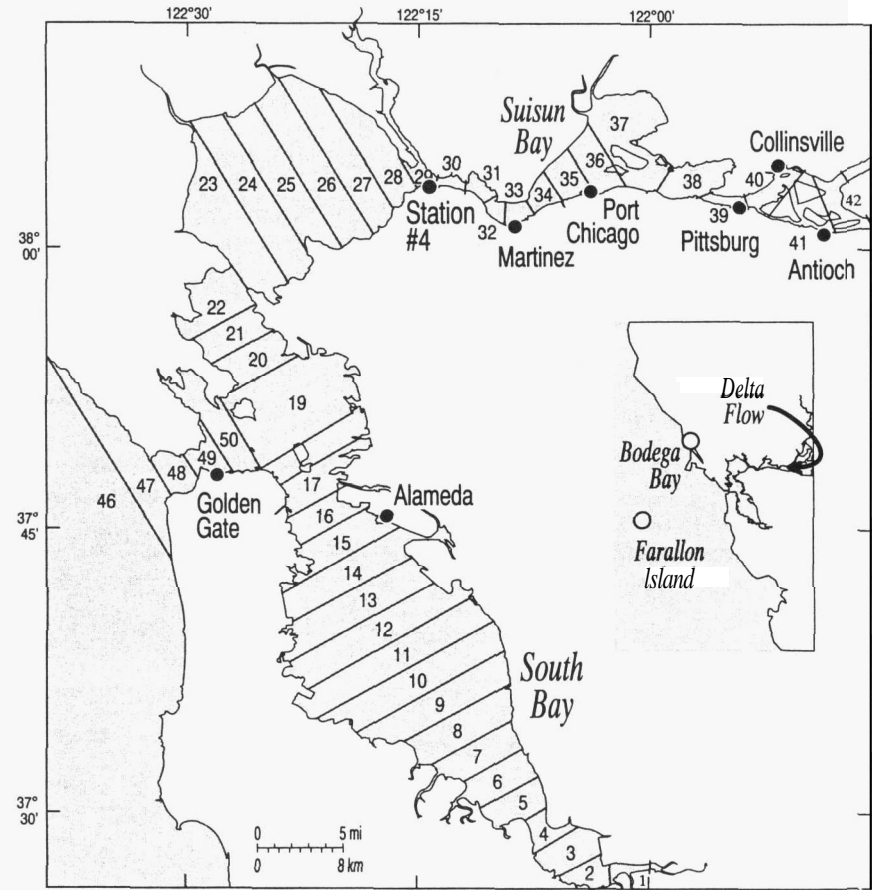 122°30'
122°15'
122°00'
Suisun
Bay
37
Collinsville
30
31
29
28
36
40
38
35
33
34
42
27
26
25
24
23
Station
#4
32
Martinez
Port
Chicago
39
Pittsburg
41
Antioch
38°
00'
22
21
20
19
50
49
48
47
46
Golden
Gate
17
16
Alameda
37°
45'
15
14
13
12
11
10
9
8
7
6
5
4
3
2
1
South
Bay
Delta
Flow
Bodega
Bay
Farallon
Island
37°
30'
0 5 mi
0 8 km